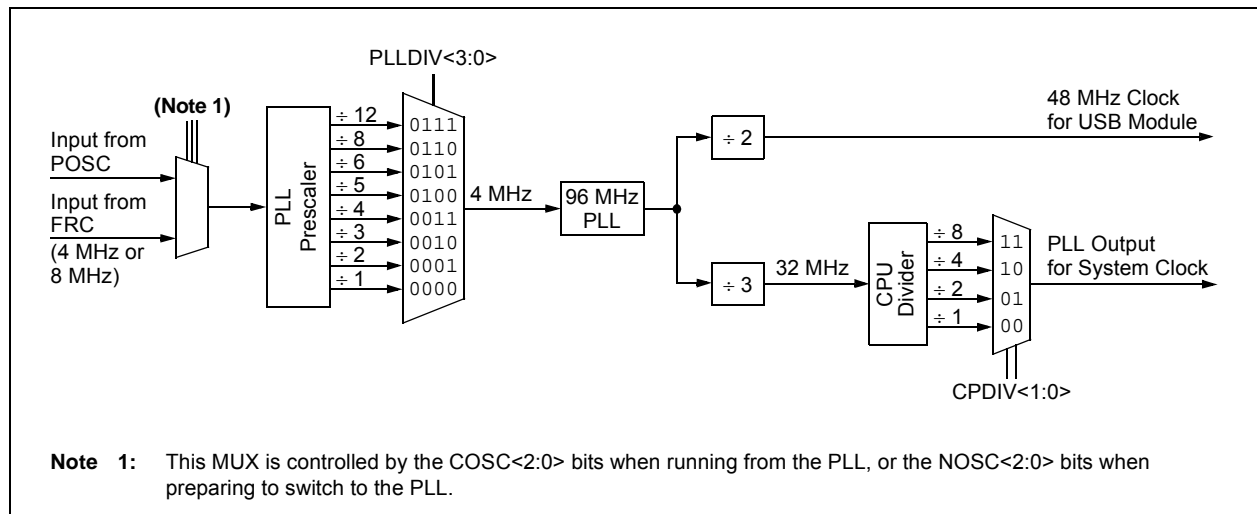 PLLDIV<3:0>
(Note 1)
Input from
POSC
Input from
FRC
(4 MHz or
8 MHz)
PLL
Prescaler
÷ 12
÷ 8
÷ 6
÷ 5
÷ 4
÷ 3
÷ 2
÷ 1
0111
0110
0101
0100
0011
0010
0001
0000
4 MHz
96 MHz
PLL
÷ 2
48 MHz Clock
for USB Module
÷ 3
32 MHz
CPU
Divider
÷ 8
÷ 4
÷ 2
÷ 1
11
10
01
00
PLL Output
for System Clock
CPDIV<1:0>
Note 1: This MUX is controlled by the COSC<2:0> bits when running from the PLL, or the NOSC<2:0> bits when
preparing to switch to the PLL.